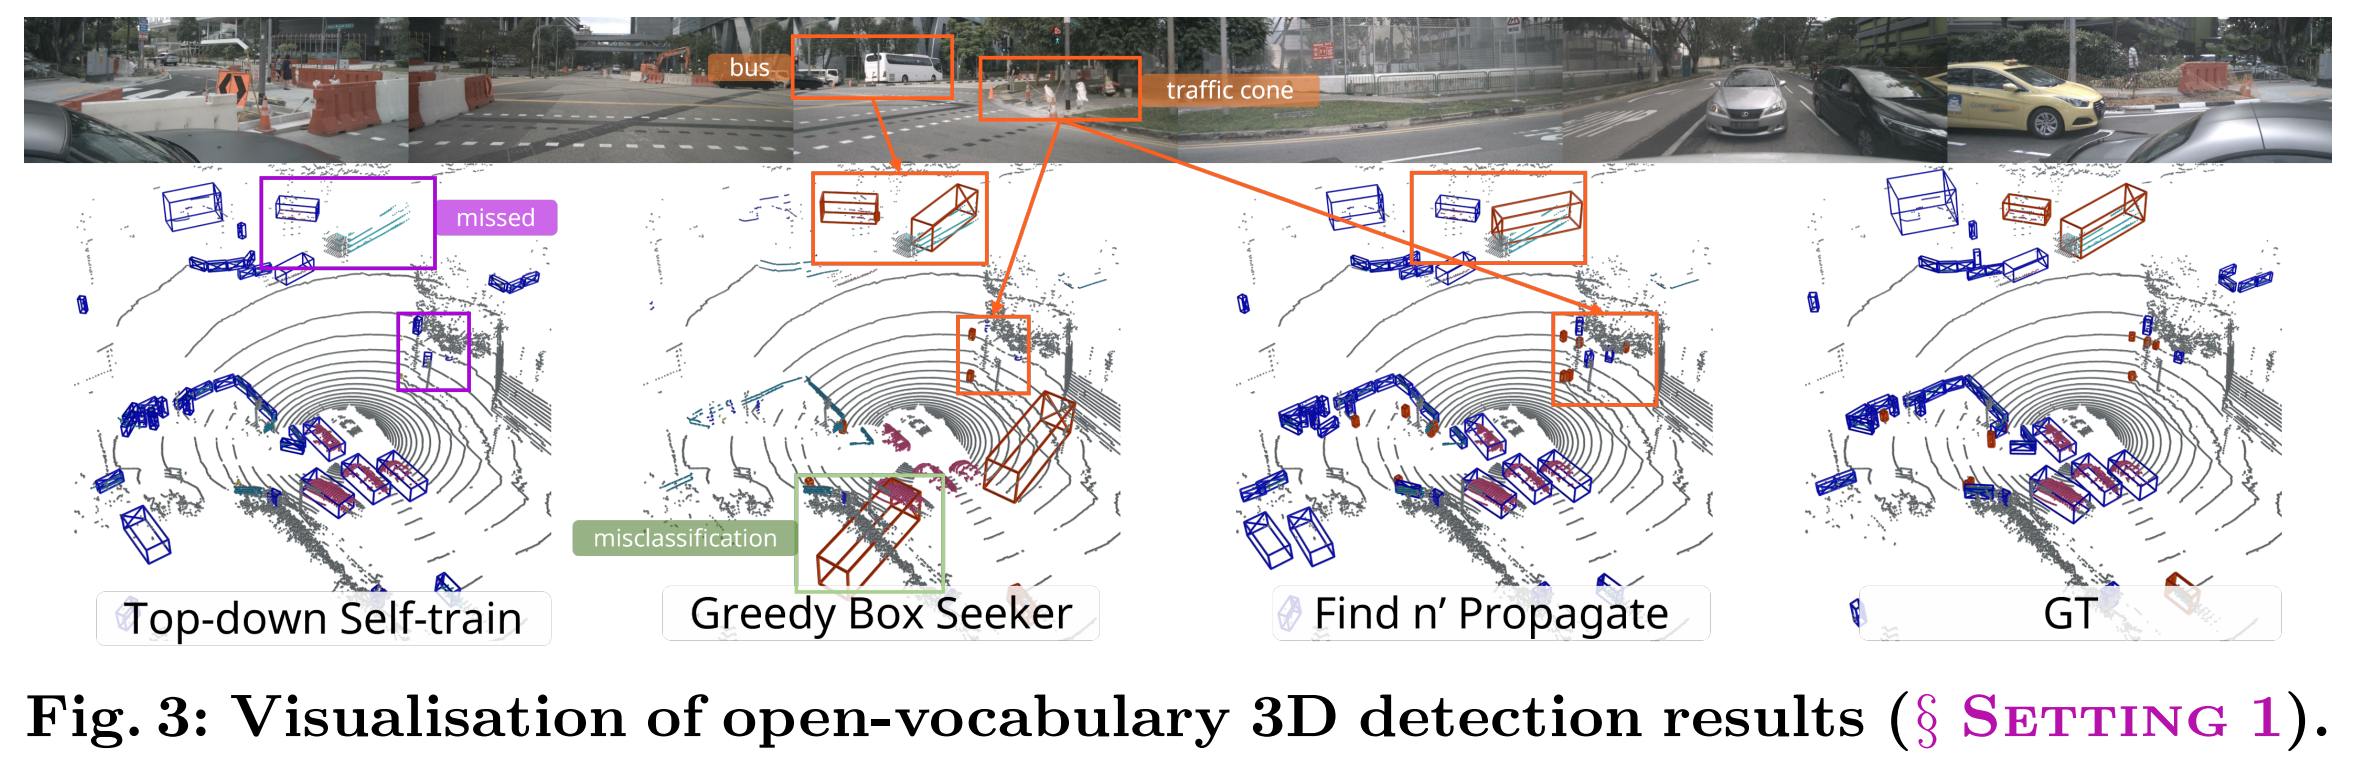 bus
traffic cone
missed
misclassification
Top-down Self-train
Greedy Box Seeker
Find n’ Propagate
GT
Fig. 3: Visualisation of open-vocabulary 3D detection results (§ SETTING 1).